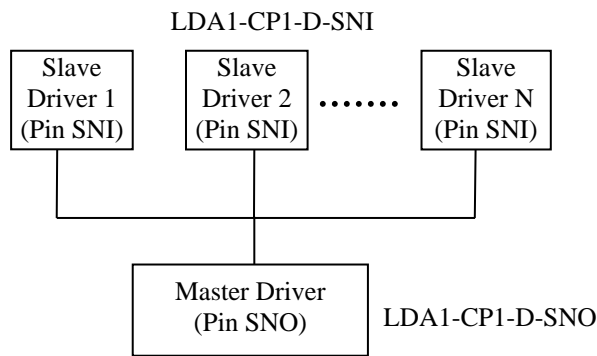 LDA1-CP1-D-SNI
Slave
Driver 1
(Pin SNI)
Slave
Driver 2
(Pin SNI)
.......
Slave
Driver N
(Pin SNI)
Master Driver
(Pin SNO)
LDA1-CP1-D-SNO